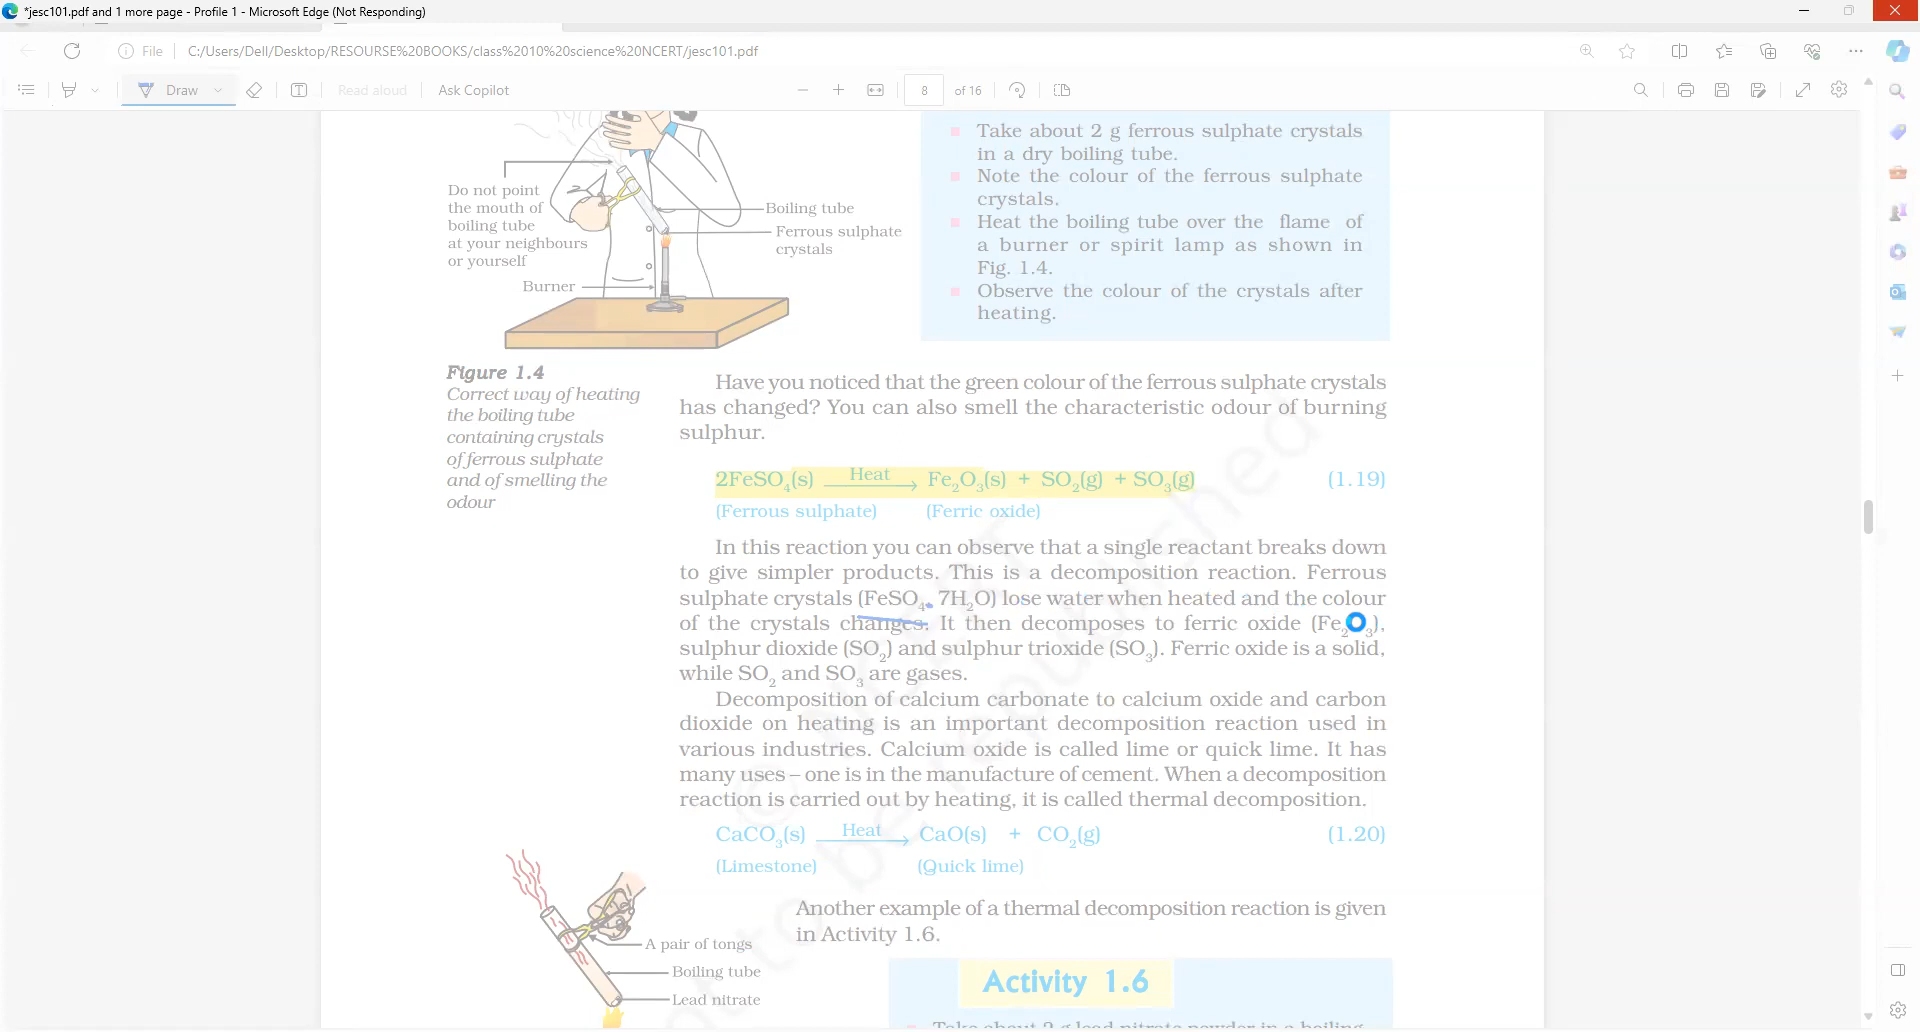 *jesc101.pdf and 1 more page - Profile 1 - Microsoft Edge (Not Responding)
File
C:/Users/Dell/Desktop/RESOURSE%20BOOKS/class%2010%20science%20NCERT/jesc101.pdf
Draw
Read aloud
Ask Copilot
8 of 16
Do not point
the mouth of
boiling tube
at your neighbours
or yourself
Boiling tube
Ferrous sulphate
crystals
Burner
Take about 2 g ferrous sulphate crystals
in a dry boiling tube.
Note the colour of the ferrous sulphate
crystals.
Heat the boiling tube over the flame of
a burner or spirit lamp as shown in
Fig. 1.4.
Observe the colour of the crystals after
heating.
Figure 1.4
Correct way of heating
the boiling tube
containing crystals
of ferrous sulphate
and of smelling the
odour
Have you noticed that the green colour of the ferrous sulphate crystals
has changed? You can also smell the characteristic odour of burning
sulphur.
2FeSO₄(s) Heat → Fe₂O₃(s) + SO₂(g) + SO₃(g) (1.19)
(Ferrous sulphate) (Ferric oxide)
In this reaction you can observe that a single reactant breaks down
to give simpler products. This is a decomposition reaction. Ferrous
sulphate crystals (FeSO₄. 7H₂O) lose water when heated and the colour
of the crystals changes. It then decomposes to ferric oxide (Fe₂O₃),
sulphur dioxide (SO₂) and sulphur trioxide (SO₃). Ferric oxide is a solid,
while SO₂ and SO₃ are gases.
Decomposition of calcium carbonate to calcium oxide and carbon
dioxide on heating is an important decomposition reaction used in
various industries. Calcium oxide is called lime or quick lime. It has
many uses – one is in the manufacture of cement. When a decomposition
reaction is carried out by heating, it is called thermal decomposition.
CaCO₃(s) Heat → CaO(s) + CO₂(g) (1.20)
(Limestone) (Quick lime)
Another example of a thermal decomposition reaction is given
in Activity 1.6.
A pair of tongs
Boiling tube
Lead nitrate
Activity 1.6
Take about 2 g lead nitrate powder in a boiling
© NCERT
to be republished